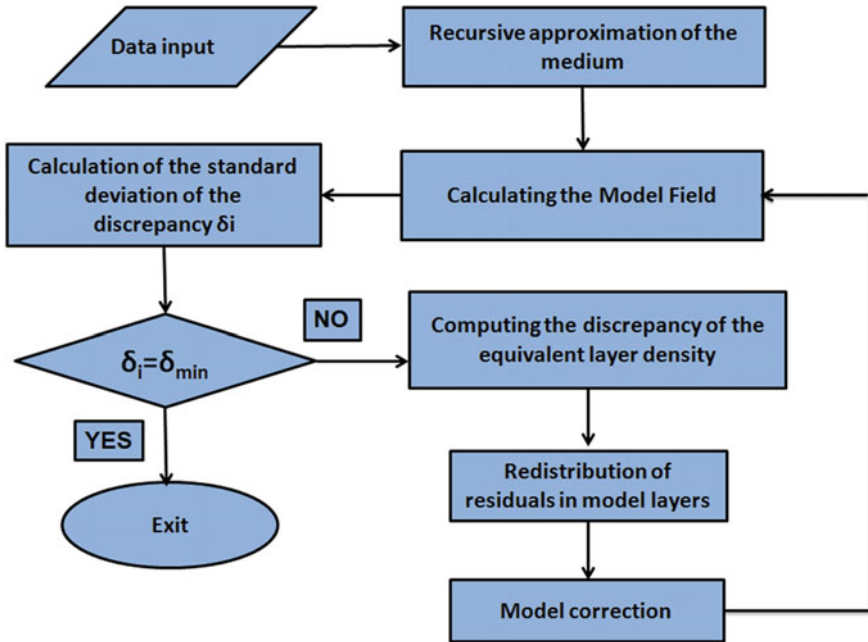 Data input
Recursive approximation of the
medium
Calculation of the standard
deviation of the
discrepancy δi
Calculating the Model Field
NO
δi=δmin
Computing the discrepancy of the
equivalent layer density
YES
Redistribution of
residuals in model layers
Exit
Model correction